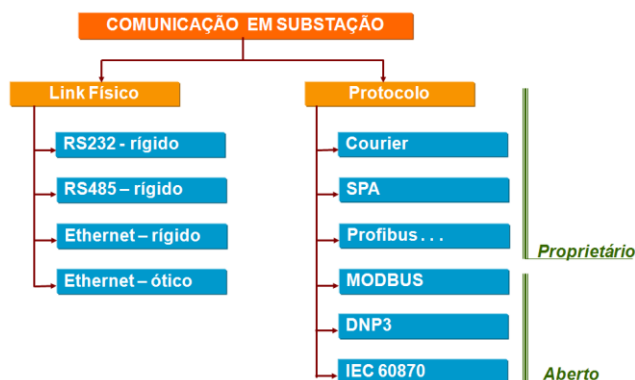 COMUNICAÇÃO EM SUBSTAÇÃO
Link Físico
RS232 - rígido
RS485 – rígido
Ethernet – rígido
Ethernet – ótico
Protocolo
Courier
SPA
Profibus . . .
MODBUS
DNP3
IEC 60870
Proprietário
Aberto